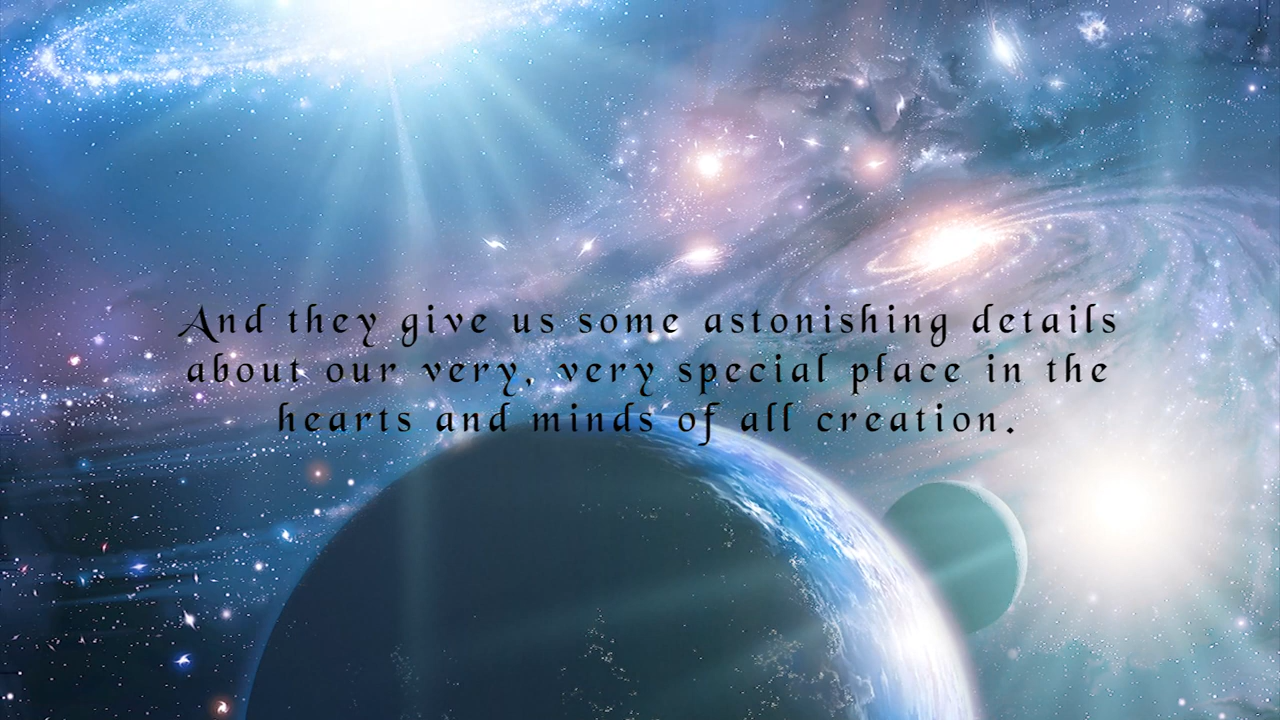 And they give us some astonishing details
about our very, very special place in the
hearts and minds of all creation.